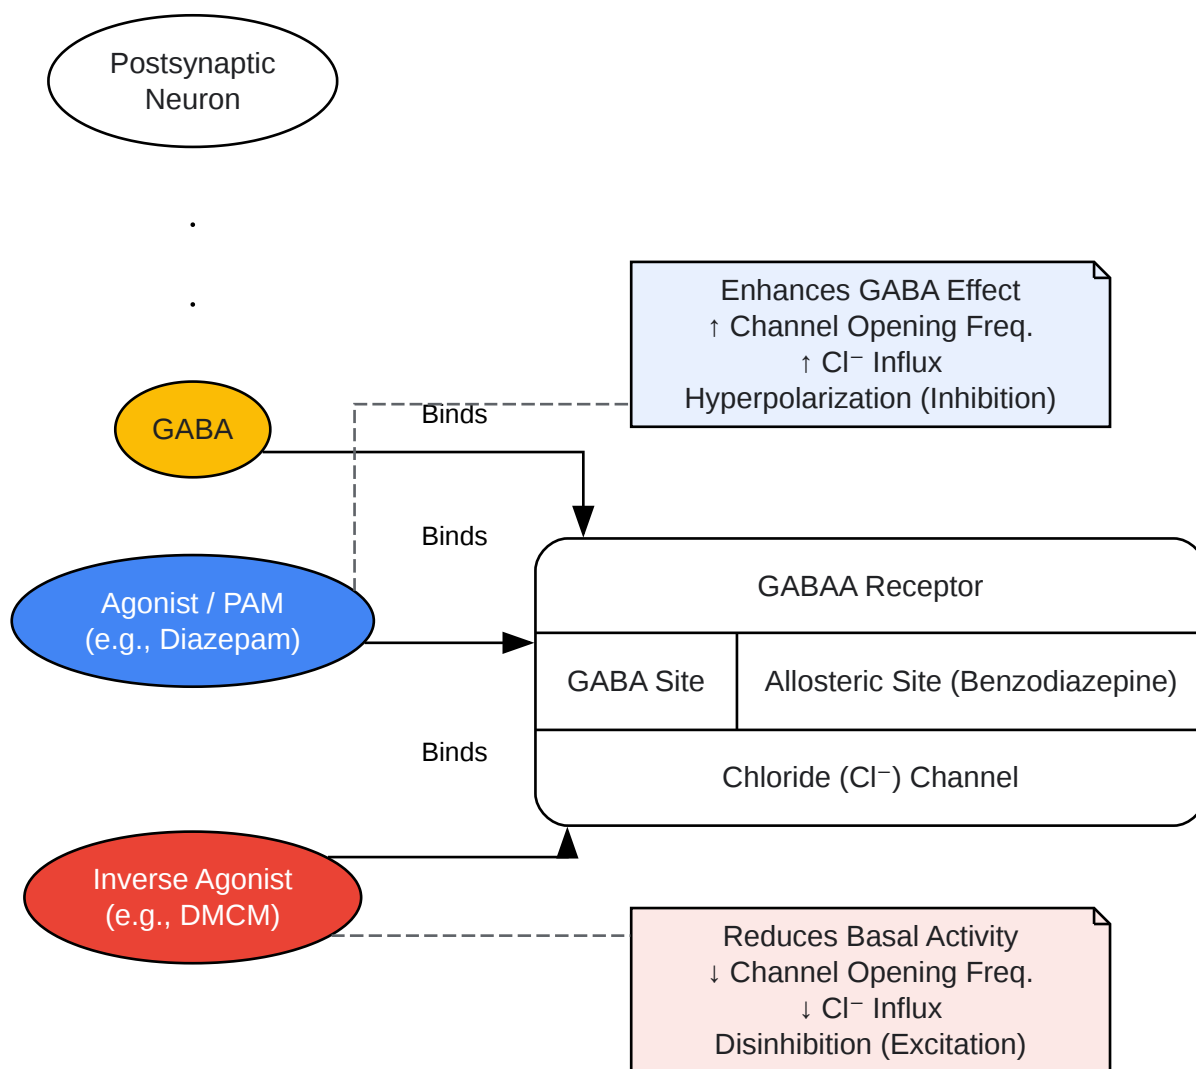 Postsynaptic
Neuron
Enhances GABA Effect
↑ Channel Opening Freq.
↑ Cl⁻ Influx
Hyperpolarization (Inhibition)
GABA
Binds
Binds
Agonist / PAM
(e.g., Diazepam)
GABAA Receptor
GABA Site
Allosteric Site (Benzodiazepine)
Chloride (Cl⁻) Channel
Binds
Inverse Agonist
(e.g., DMCM)
Reduces Basal Activity
↓ Channel Opening Freq.
↓ Cl⁻ Influx
Disinhibition (Excitation)